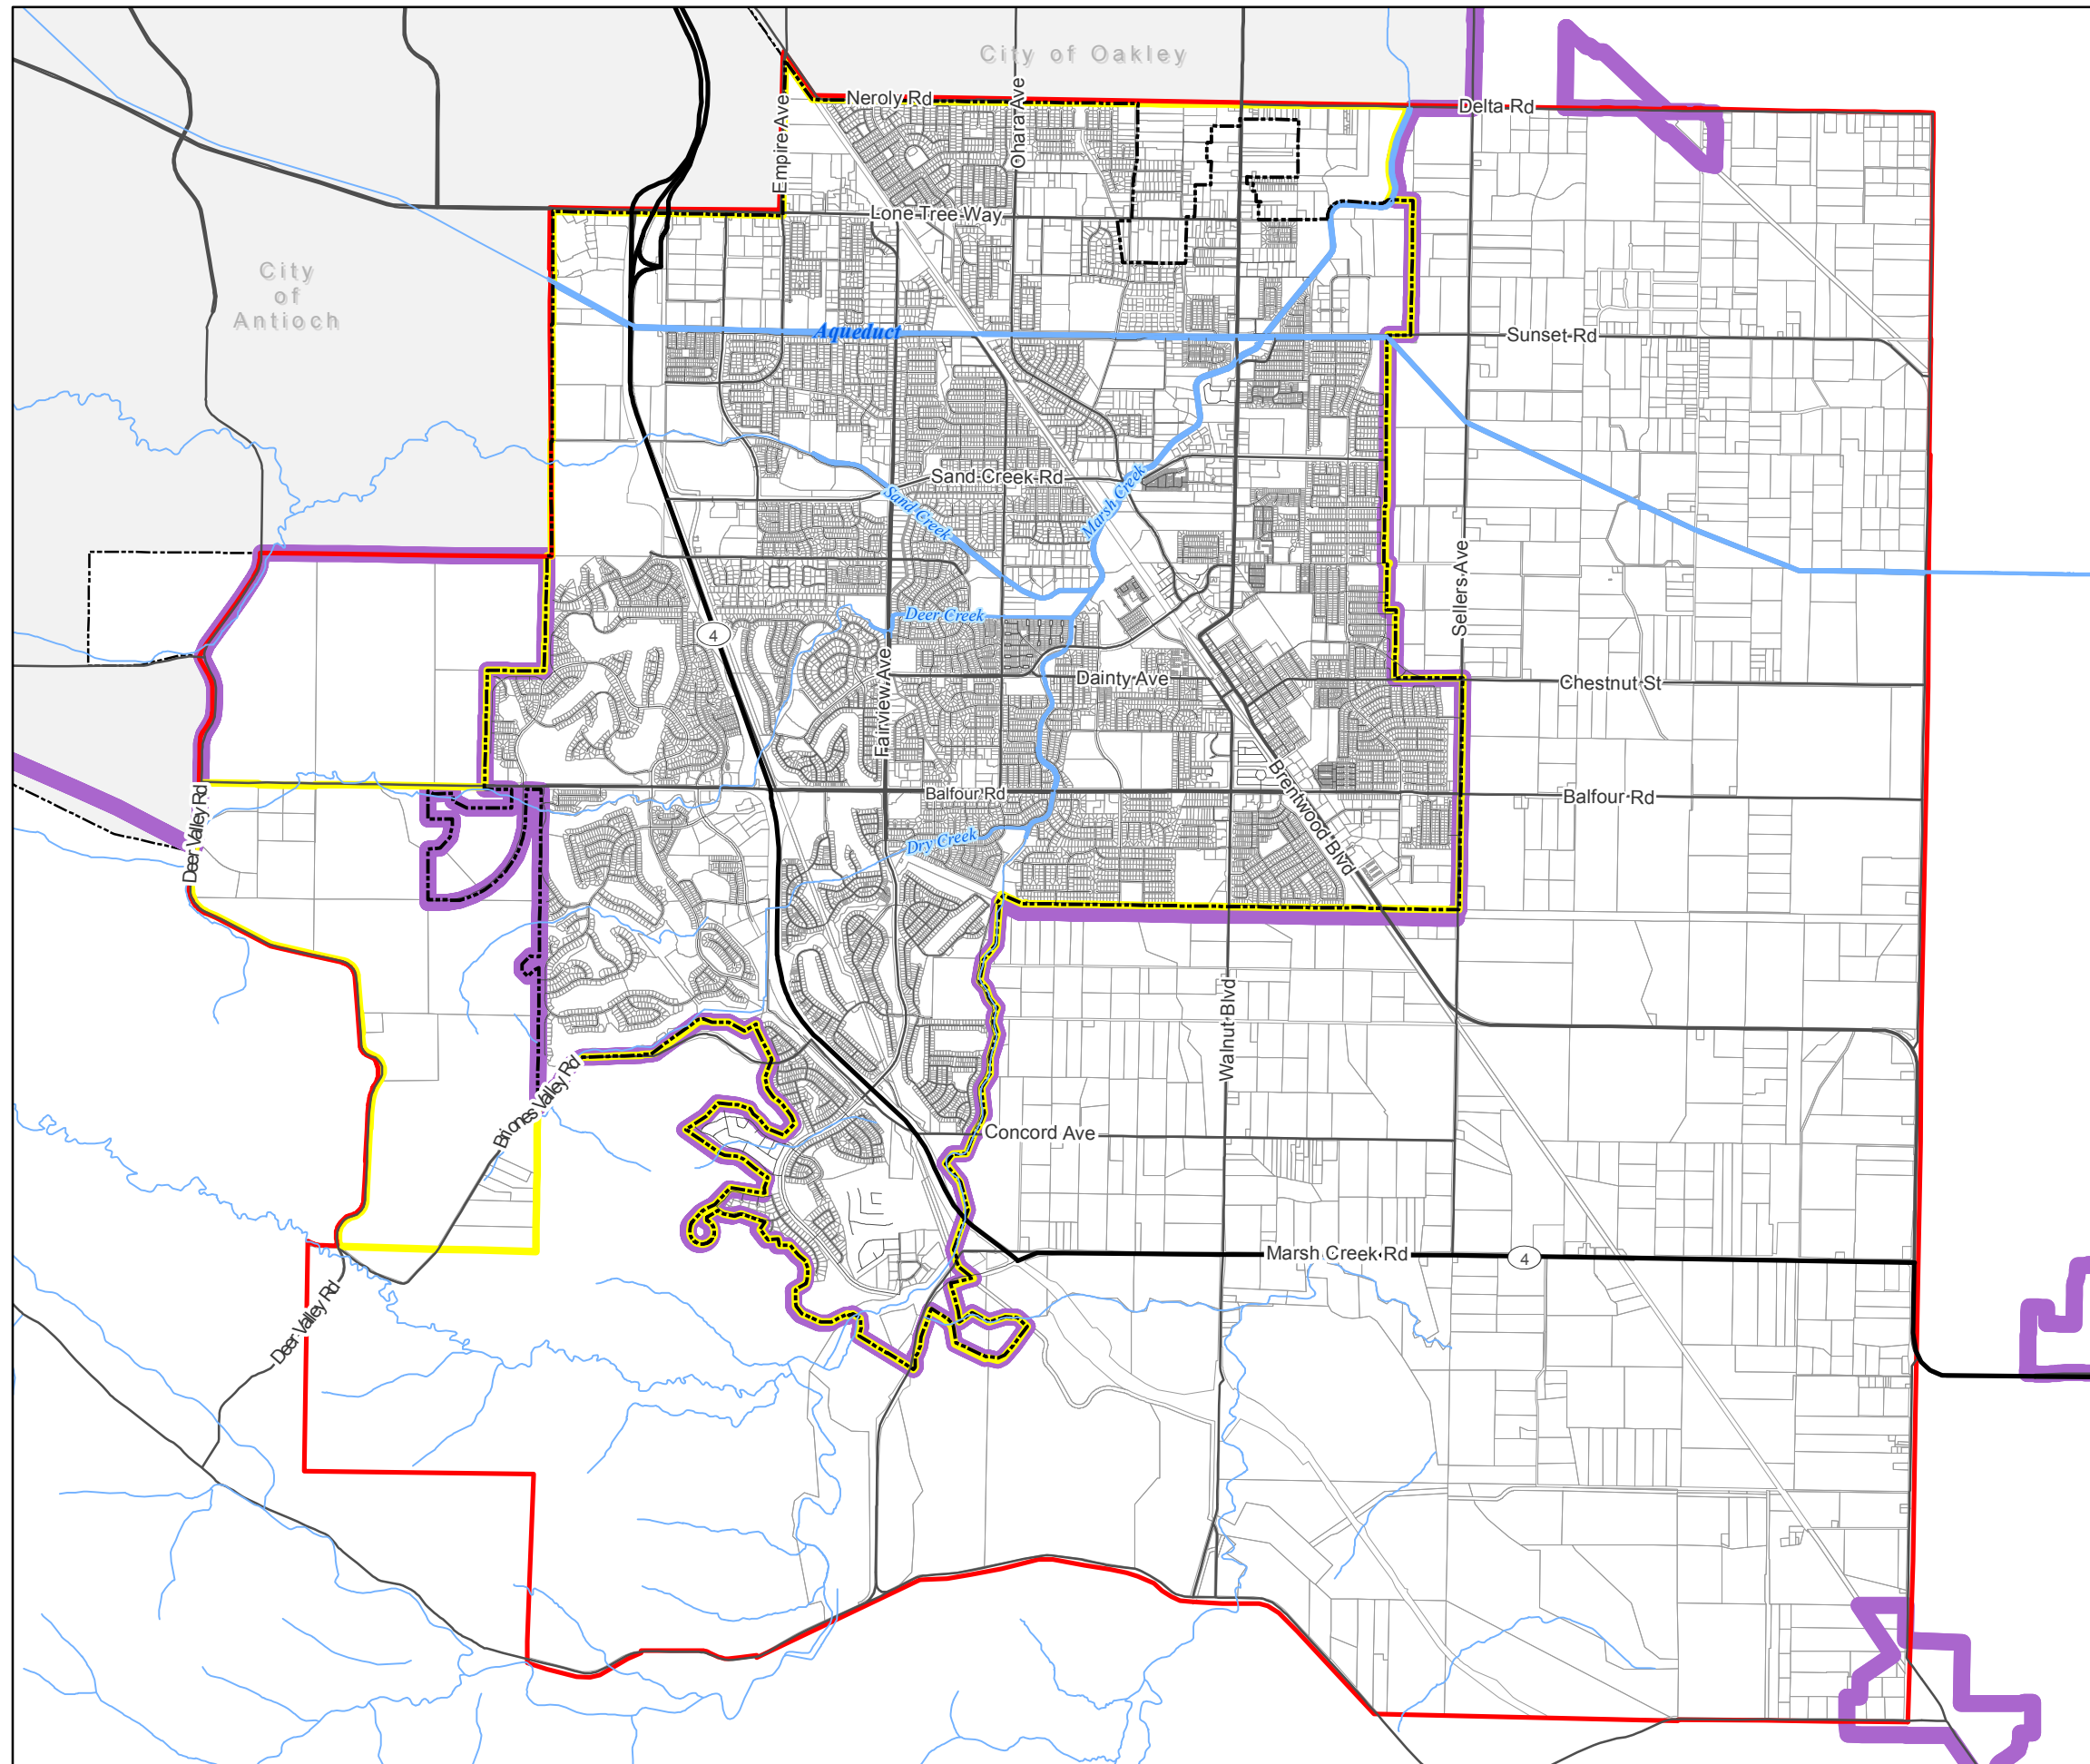 City of Oakley
Neroly Rd
Delta Rd
Empire Ave
Ohara Ave
Lone Tree Way
City
of
Antioch
Aqueduct
Sunset Rd
Sand Creek Rd
Sand Creek
Marsh Creek
Sellers Ave
Deer Creek
4
Fairview Ave
Dainty Ave
Chestnut St
Balfour Rd
Balfour Rd
Brentwood Blvd
Deer Valley Rd
Dry Creek
Walnut Blvd
Briones Valley Rd
Concord Ave
Marsh Creek Rd
4
Deer Valley Rd